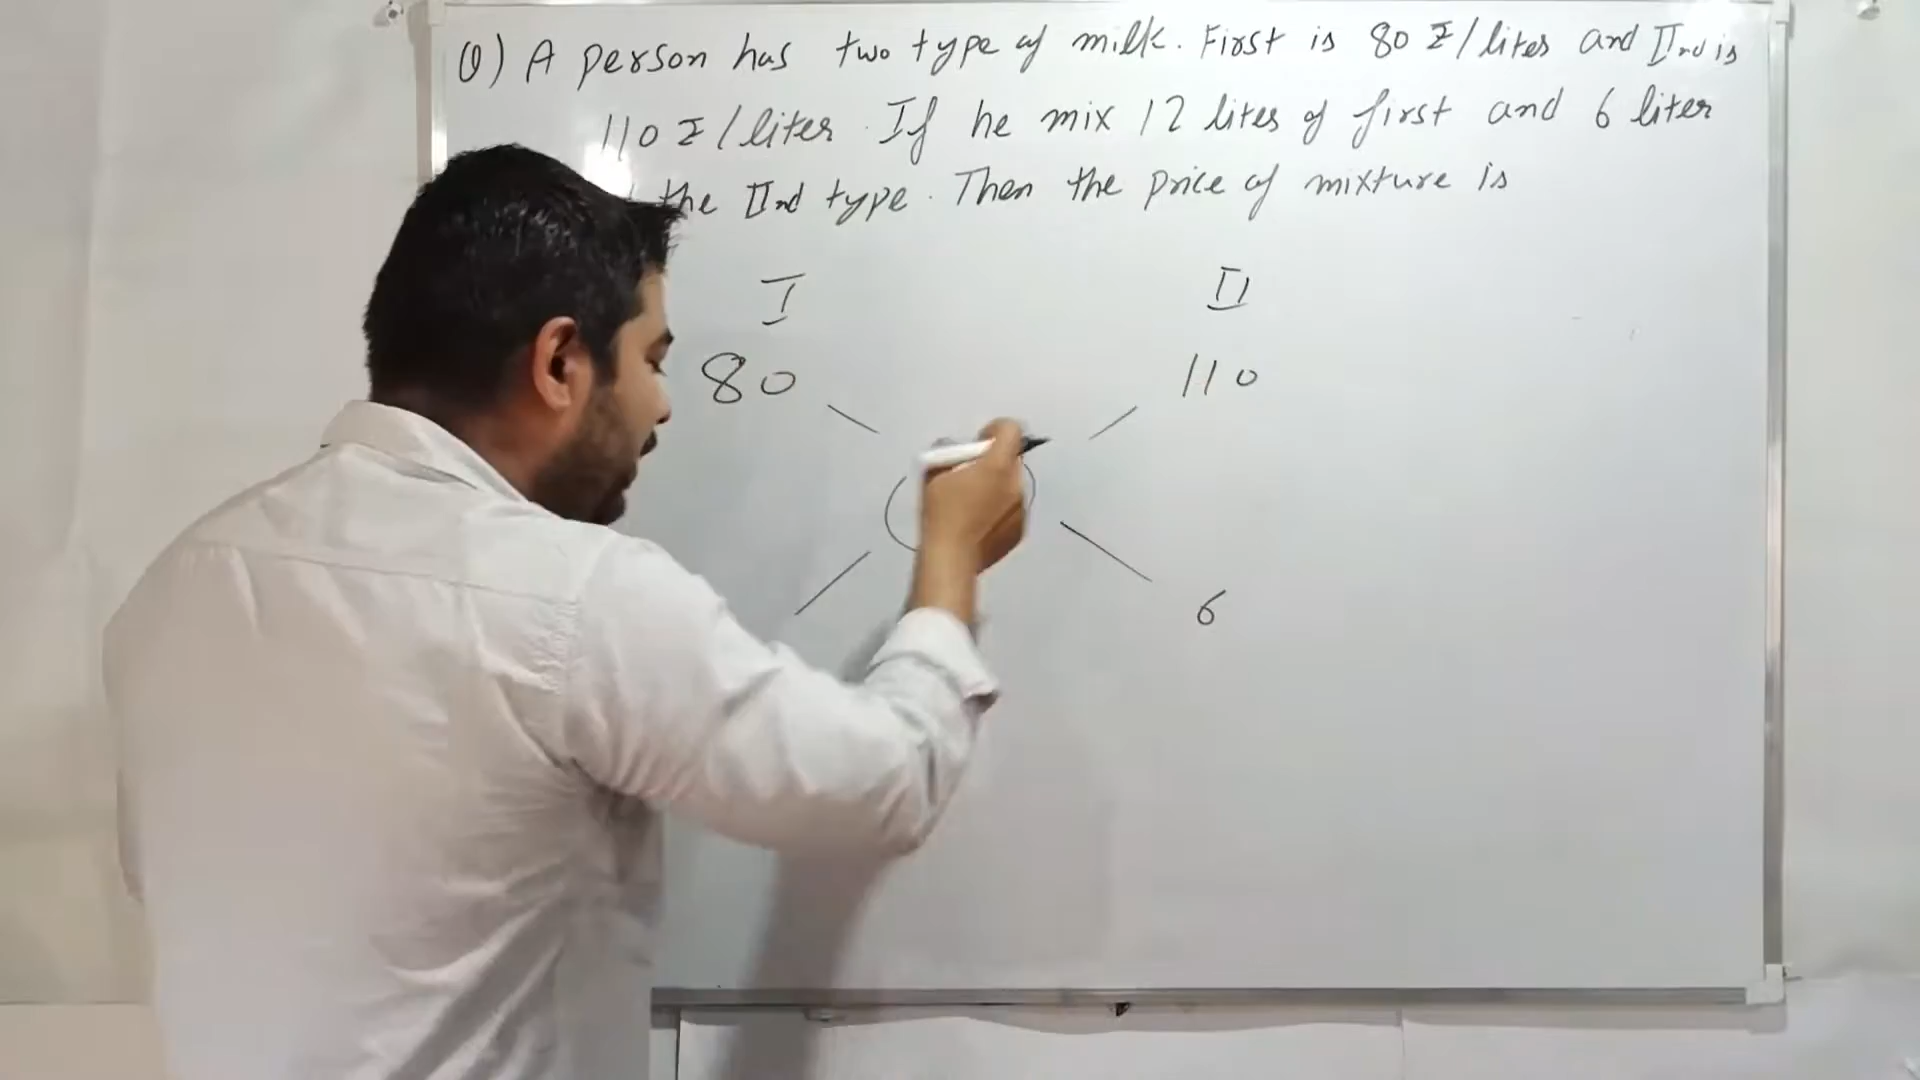 Q) A person has two type of milk. First is 80 ₹/liter and IInd is
110 ₹/liter. If he mix 12 liter of first and 6 liter
the IInd type. Then the price of mixture is
I II
80 110
6